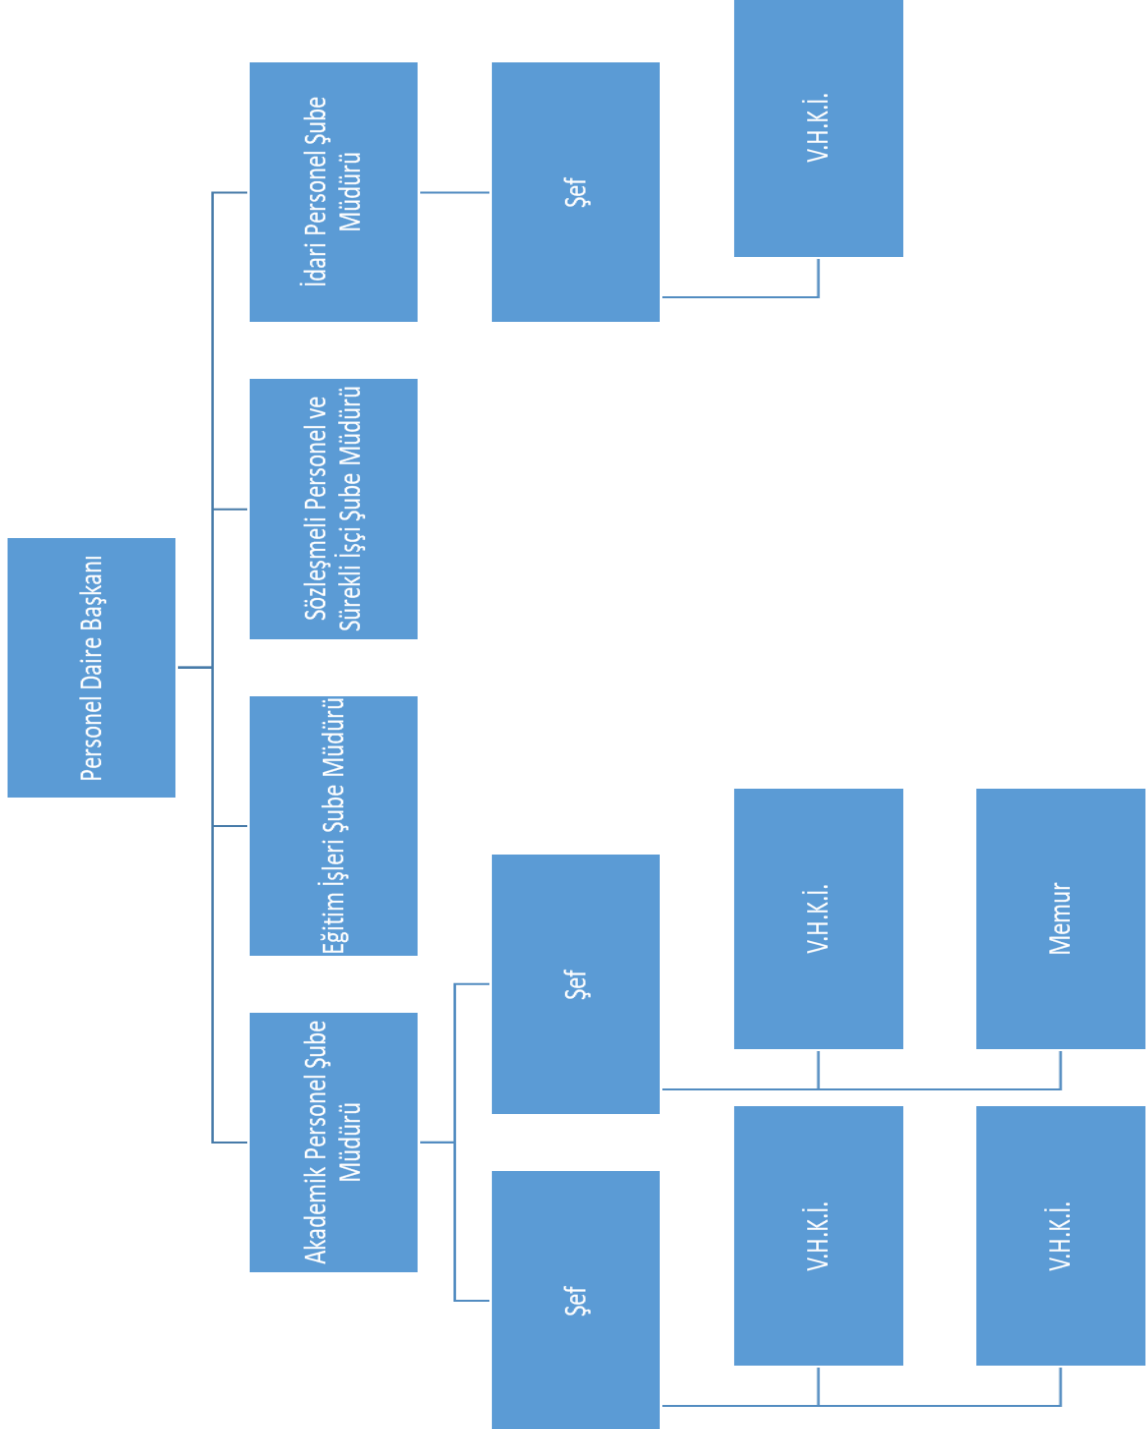 Personel Daire Başkanı
Akademik Personel Şube
Müdürü
Eğitim İşleri Şube Müdürü
Sözleşmeli Personel ve
Sürekli İşçi Şube Müdürü
İdari Personel Şube
Müdürü
Şef
Şef
Şef
V.H.K.İ.
V.H.K.İ.
V.H.K.İ.
V.H.K.İ.
Memur